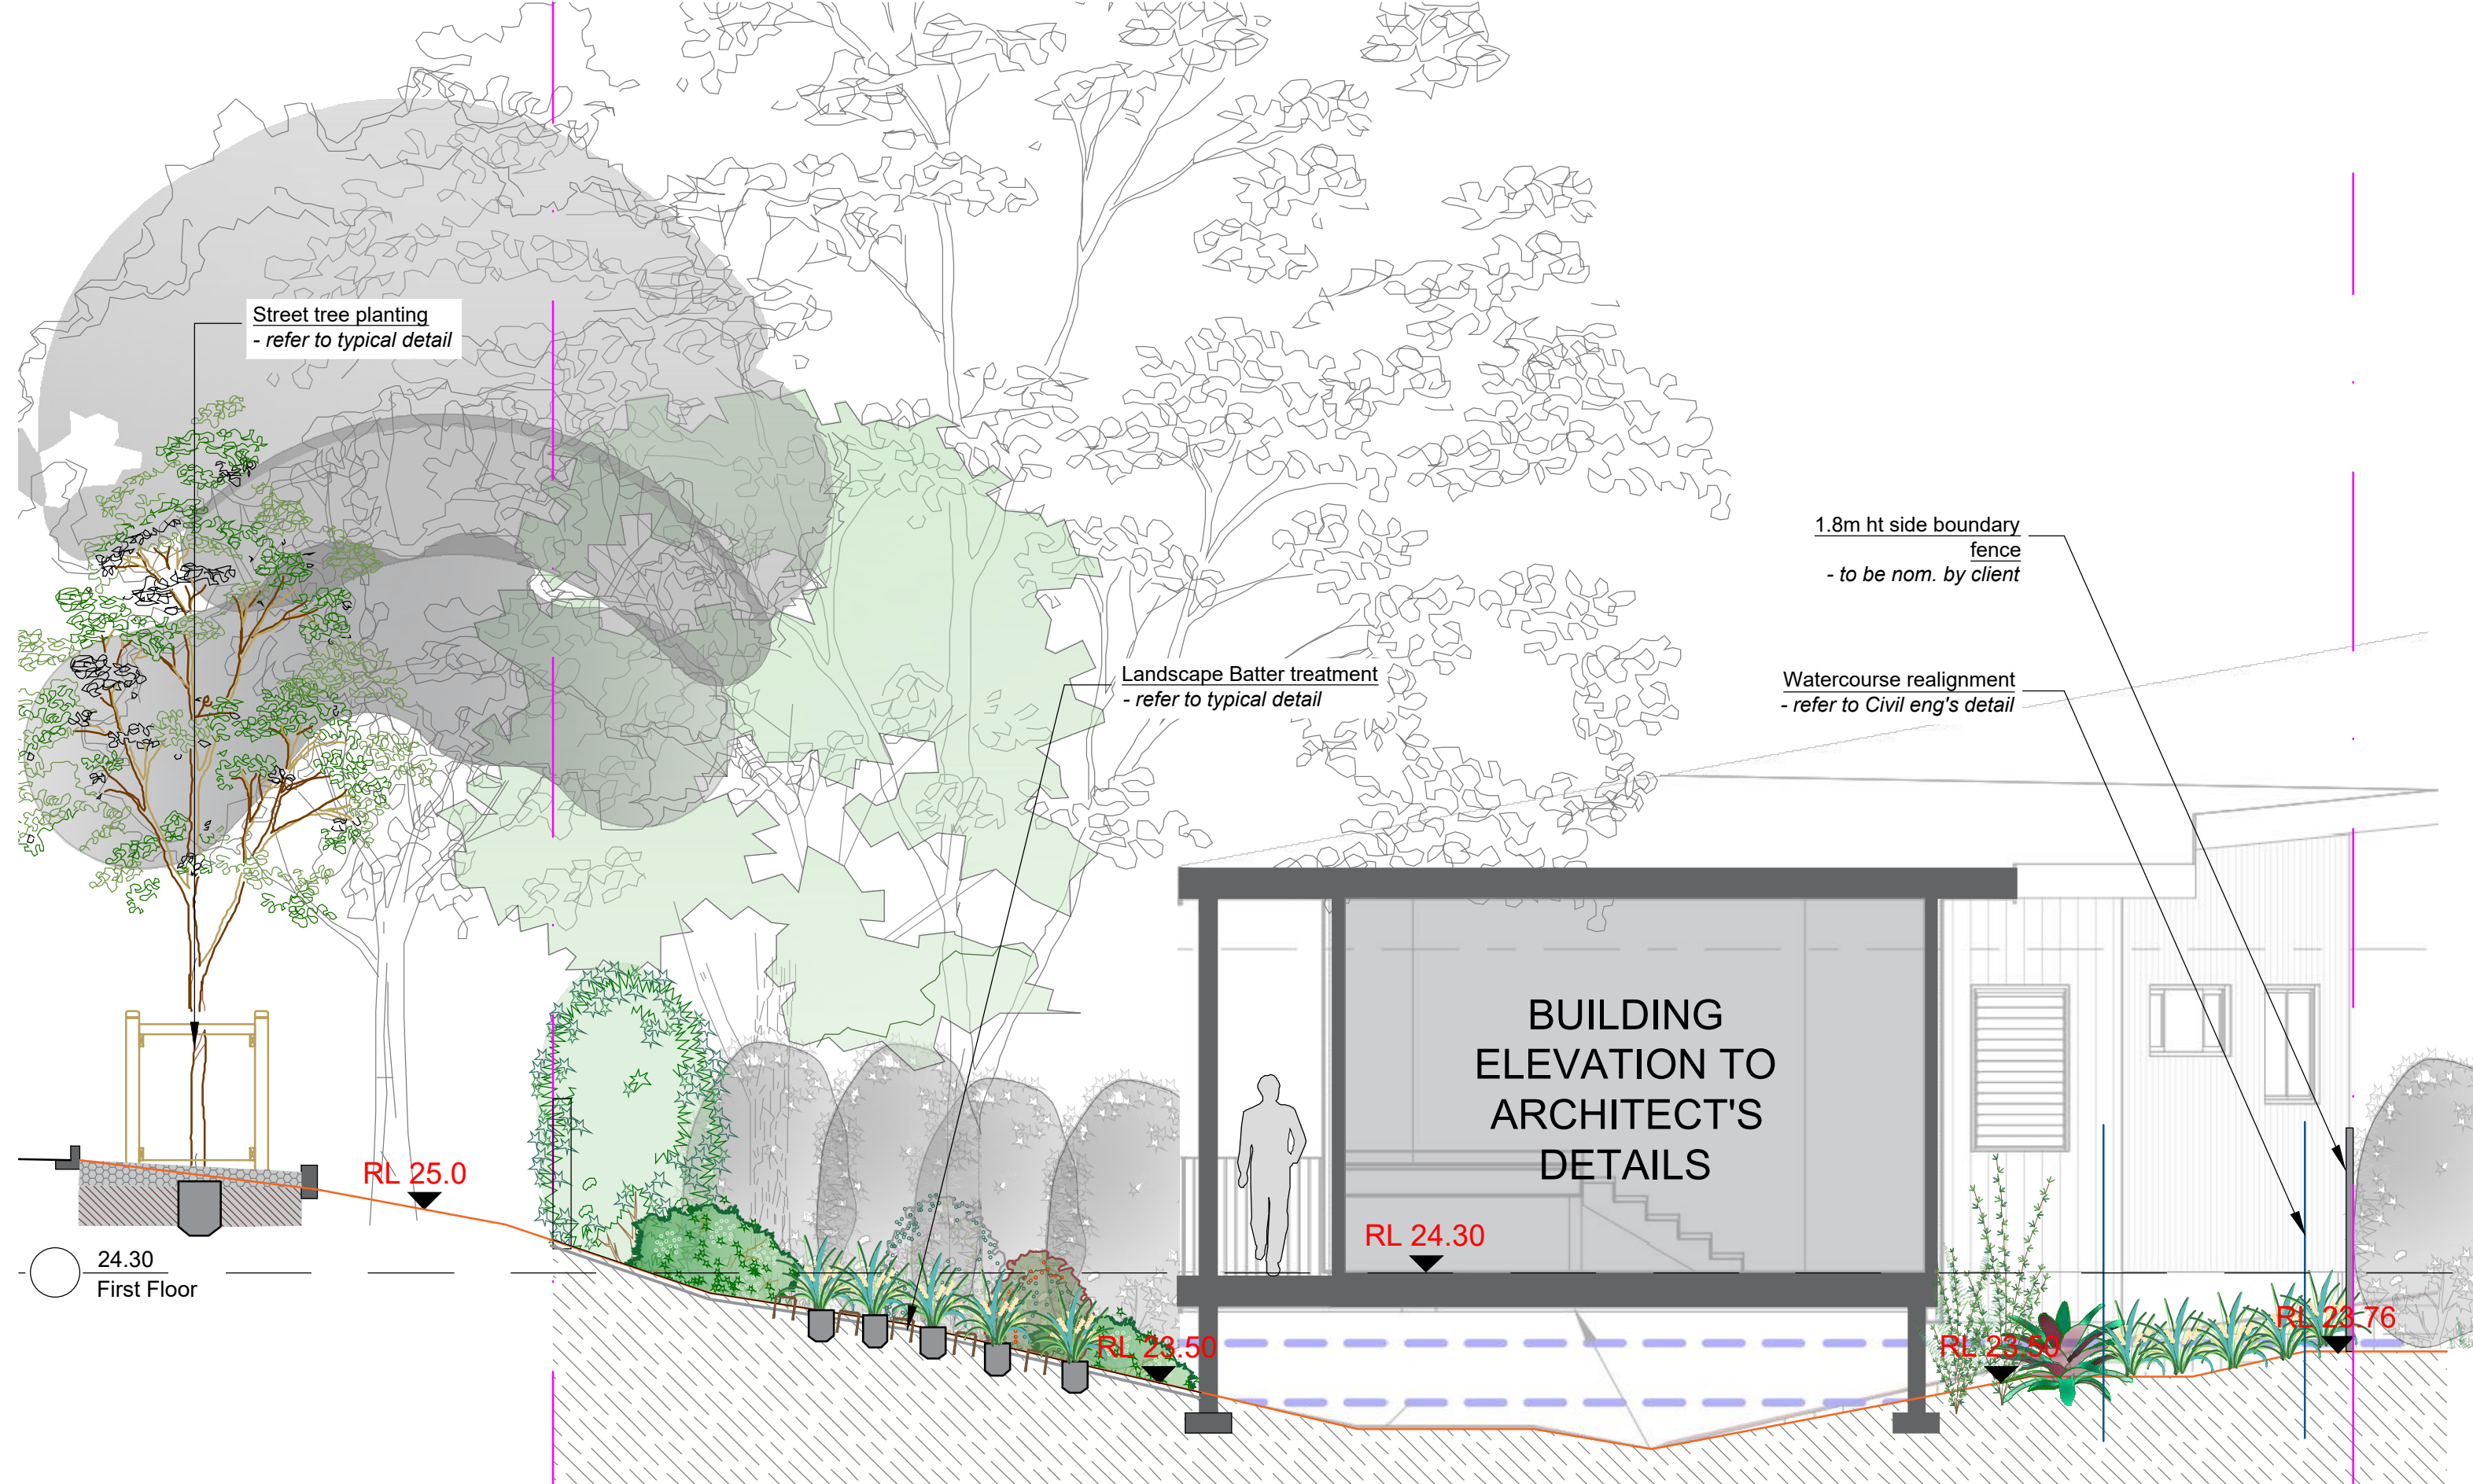 Street tree planting
- refer to typical detail
1.8m ht side boundary
fence
- to be nom. by client
Landscape Batter treatment
- refer to typical detail
Watercourse realignment
- refer to Civil eng's detail
BUILDING
ELEVATION TO
ARCHITECT'S
DETAILS
RL 25.0
RL 24.30
24.30
First Floor
RL 23.50
RL 23.50
RL 23.76